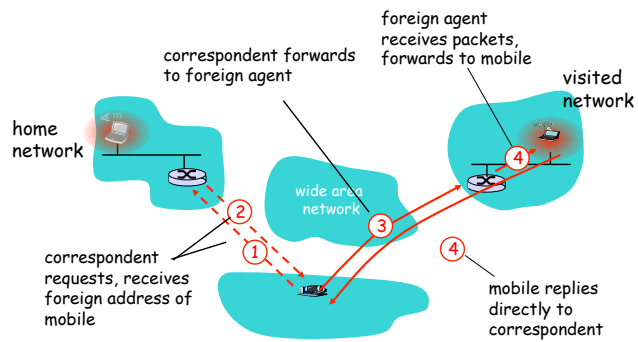 foreign agent
receives packets,
forwards to mobile
correspondent forwards
to foreign agent
visited
network
home
network
4
wide area
network
2
3
1
4
correspondent
requests, receives
foreign address of
mobile
mobile replies
directly to
correspondent